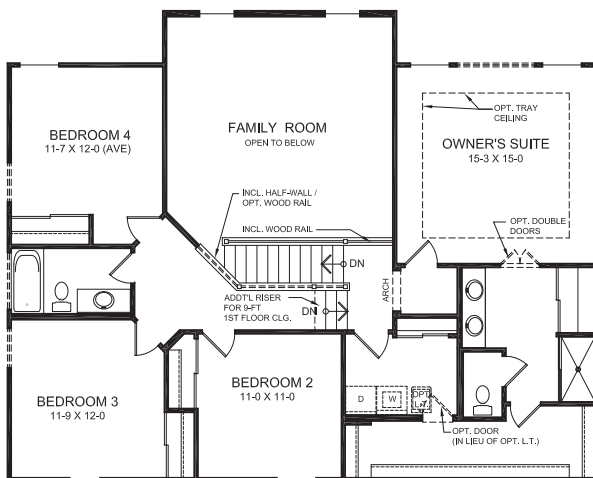 FAMILY ROOM
OPEN TO BELOW
BEDROOM 4
11-7 X 12-0 (AVE)
OPT. TRAY
CEILING
OWNER'S SUITE
15-3 X 15-0
INCL. HALF-WALL /
OPT. WOOD RAIL
INCL. WOOD RAIL
OPT. DOUBLE
DOORS
DN
ARCH
ADDT'L RISER
FOR 9-FT
1ST FLOOR CLG.
DN
BEDROOM 3
11-9 X 12-0
BEDROOM 2
11-0 X 11-0
D
W
OPT.
L.T.
OPT. DOOR
(IN LIEU OF OPT. L.T.)